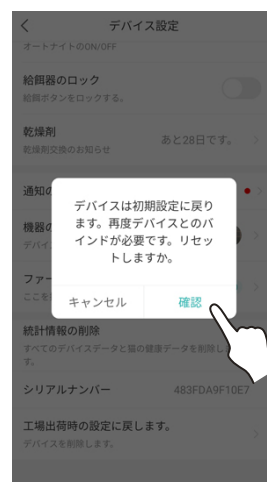 デバイス設定
オートナイトのON/OFF
給餌器のロック
給餌ボタンをロックする。
乾燥剤
あと28日です。
乾燥剤交換のお知らせ
通知の
デバイスは初期設定に戻り
ます。再度デバイスとのバ
インドが必要です。リセッ
トしますか。
機器の
デバイ
ファー
ここを
キャンセル
確認
統計情報の削除
すべてのデバイスデータと猫の健康データを削除し
す。
シリアルナンバー
483FDA9F10E7
工場出荷時の設定に戻します。
デバイスを削除します。